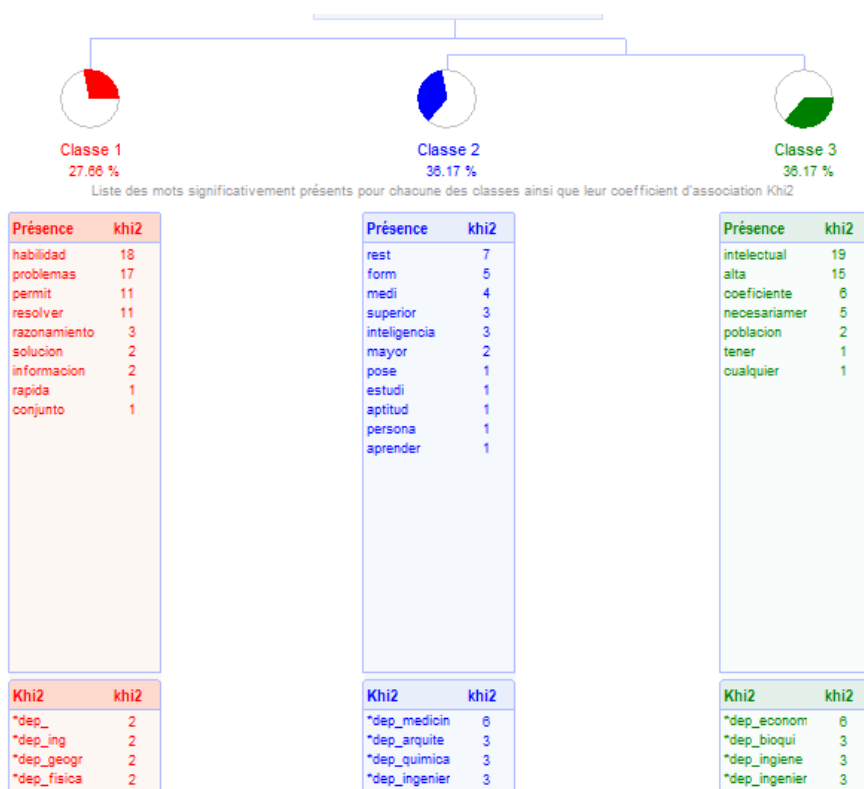 Classe 1
27.66 %
Classe 2
36.17 %
Classe 3
36.17 %
Liste des mots significativement présents pour chacune des classes ainsi que leur coefficient d'association Khi2
Présence khi2
habilidad 18
problemas 17
permit 11
resolver 11
razonamiento 3
solucion 2
informacion 2
rapida 1
conjunto 1
Présence khi2
rest 7
form 5
medi 4
superior 3
inteligencia 3
mayor 2
pose 1
estudi 1
aptitud 1
persona 1
aprender 1
Présence khi2
intelectual 19
alta 15
coeficiente 6
necesariamer 5
poblacion 2
tener 1
cualquier 1
Khi2 khi2
*dep_ 2
*dep_ing 2
*dep_geogr 2
*dep_fisica 2
Khi2 khi2
*dep_medicin 6
*dep_arquite 3
*dep_quimica 3
*dep_ingenier 3
Khi2 khi2
*dep_econom 6
*dep_bioqui 3
*dep_ingiene 3
*dep_ingenier 3